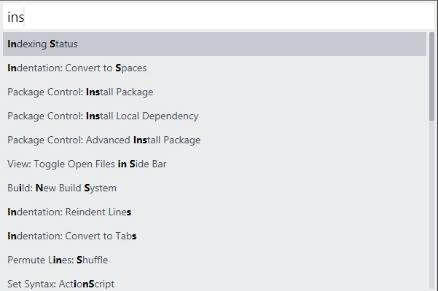 ins
Indexing Status
Indentation: Convert to Spaces
Package Control: Install Package
Package Control: Install Local Dependency
Package Control: Advanced Install Package
View: Toggle Open Files in Side Bar
Build: New Build System
Indentation: Reindent Lines
Indentation: Convert to Tabs
Permute Lines: Shuffle
Set Syntax: ActionScript